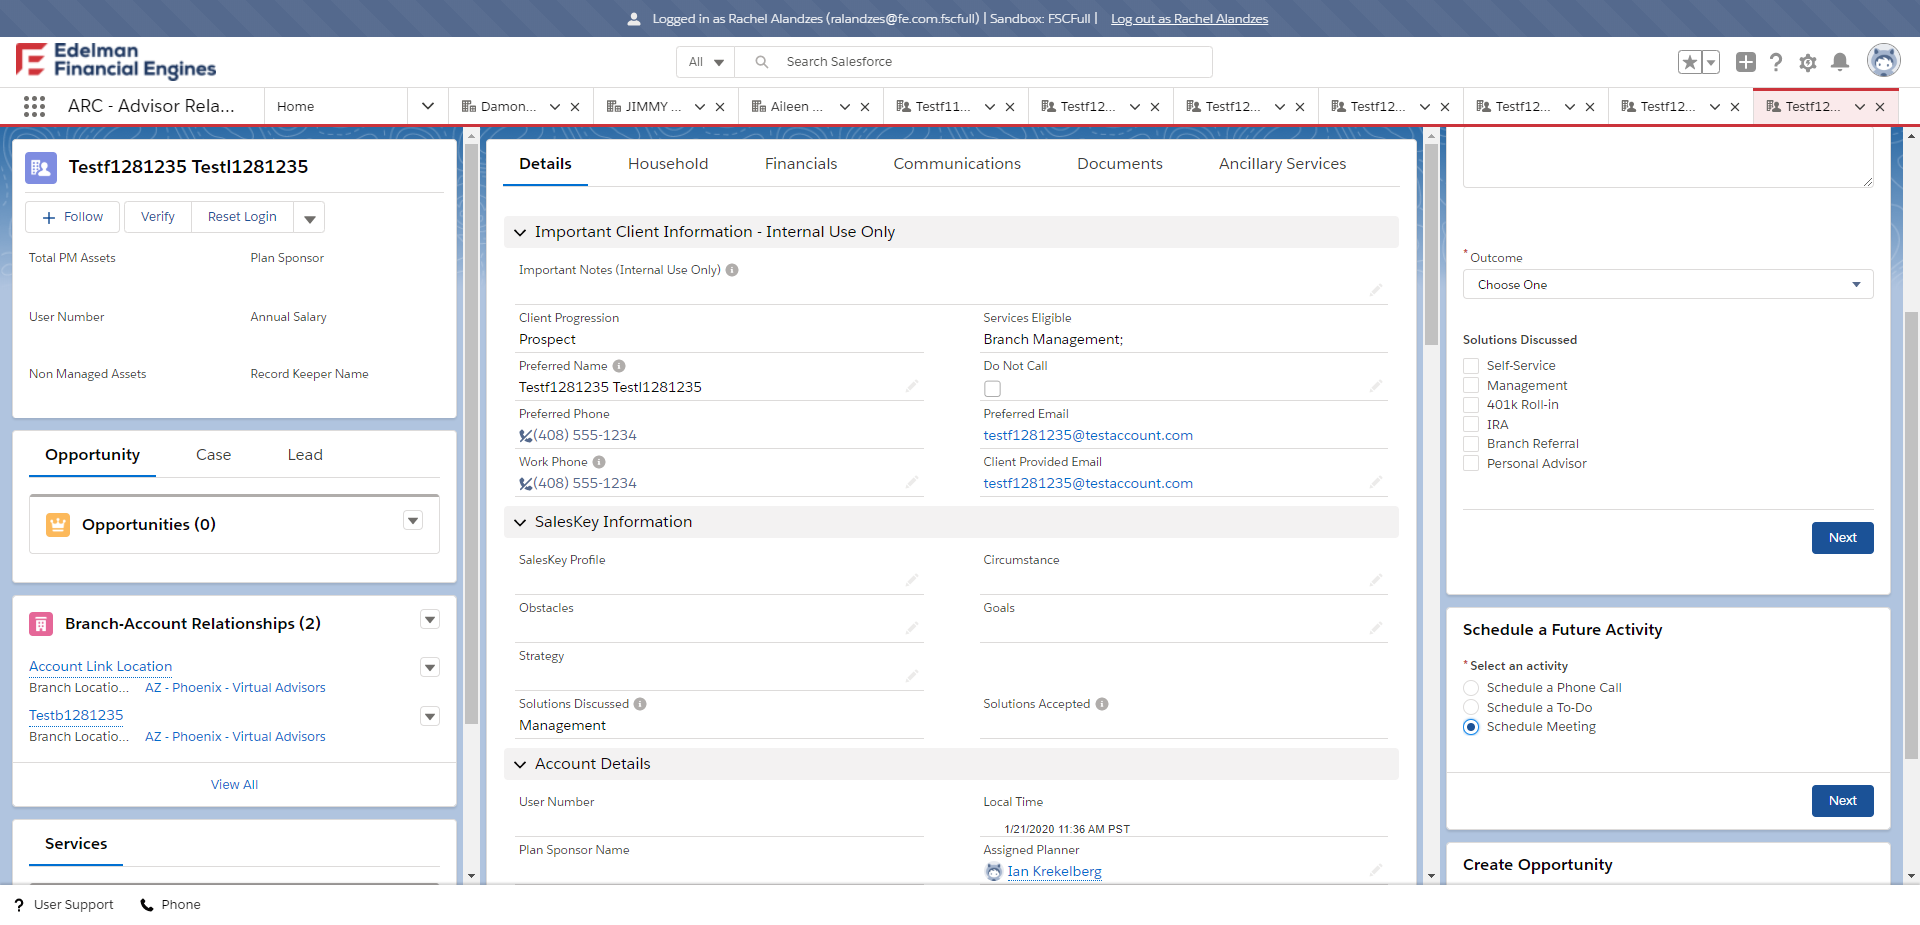 Logged in as Rachel Alandzes (ralandzes@fe.com.fscfull) | Sandbox: FSCFull | Log out as Rachel Alandzes
Edelman
Financial Engines
All
Search Salesforce
ARC - Advisor Rela...
Home
Damon...
JIMMY ...
Aileen ...
Testf11...
Testf12...
Testf12...
Testf12...
Testf12...
Testf12...
Testf12...
Testf1281235 Testl1281235
Follow
Verify
Reset Login
Total PM Assets
Plan Sponsor
User Number
Annual Salary
Non Managed Assets
Record Keeper Name
Opportunity
Case
Lead
Opportunities (0)
Branch-Account Relationships (2)
Account Link Location
Branch Locatio... AZ - Phoenix - Virtual Advisors
Testb1281235
Branch Locatio... AZ - Phoenix - Virtual Advisors
View All
Services
Details
Household
Financials
Communications
Documents
Ancillary Services
Important Client Information - Internal Use Only
Important Notes (Internal Use Only)
Client Progression
Prospect
Services Eligible
Branch Management;
Preferred Name
Testf1281235 Testl1281235
Do Not Call
Preferred Phone
(408) 555-1234
Preferred Email
testf1281235@testaccount.com
Work Phone
(408) 555-1234
Client Provided Email
testf1281235@testaccount.com
SalesKey Information
SalesKey Profile
Circumstance
Obstacles
Goals
Strategy
Solutions Discussed
Management
Solutions Accepted
Account Details
User Number
Local Time
1/21/2020 11:36 AM PST
Plan Sponsor Name
Assigned Planner
Ian Krekelberg
* Outcome
Choose One
Solutions Discussed
Self-Service
Management
401k Roll-in
IRA
Branch Referral
Personal Advisor
Next
Schedule a Future Activity
* Select an activity
Schedule a Phone Call
Schedule a To-Do
Schedule Meeting
Next
Create Opportunity
? User Support
Phone